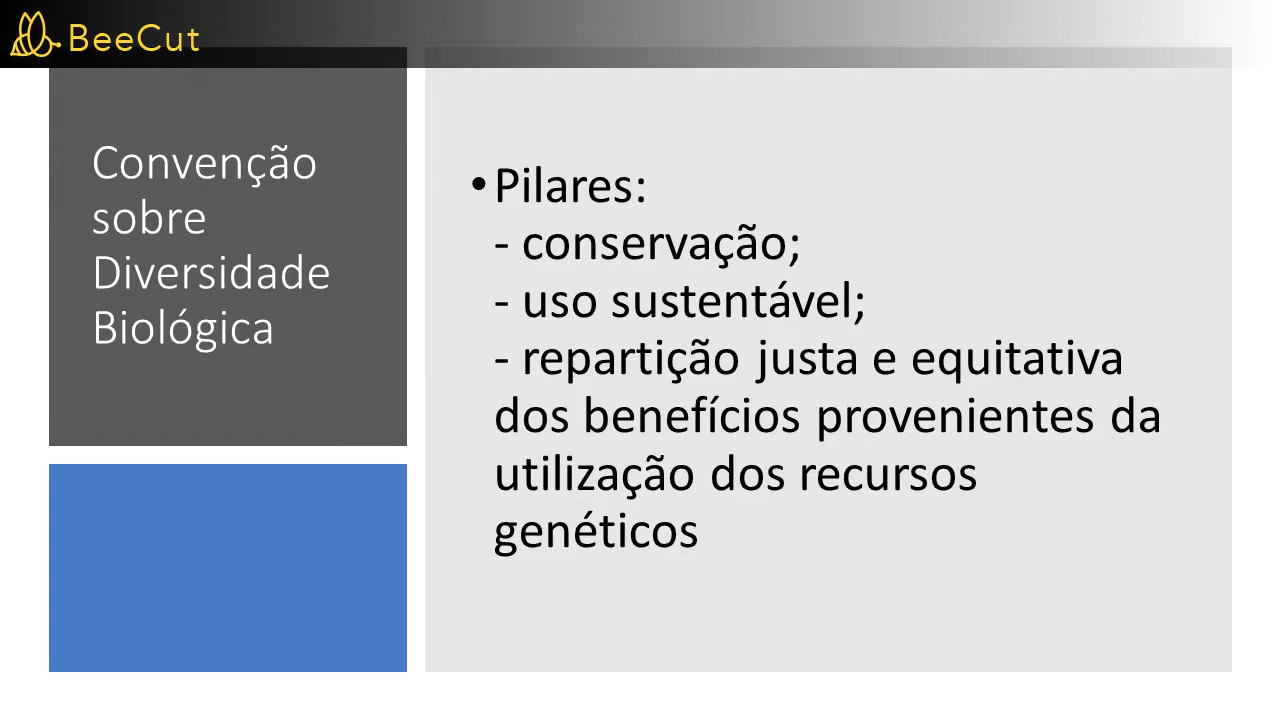 BeeCut
Convenção
sobre
Diversidade
Biológica
•Pilares:
- conservação;
- uso sustentável;
- repartição justa e equitativa
dos benefícios provenientes da
utilização dos recursos
genéticos